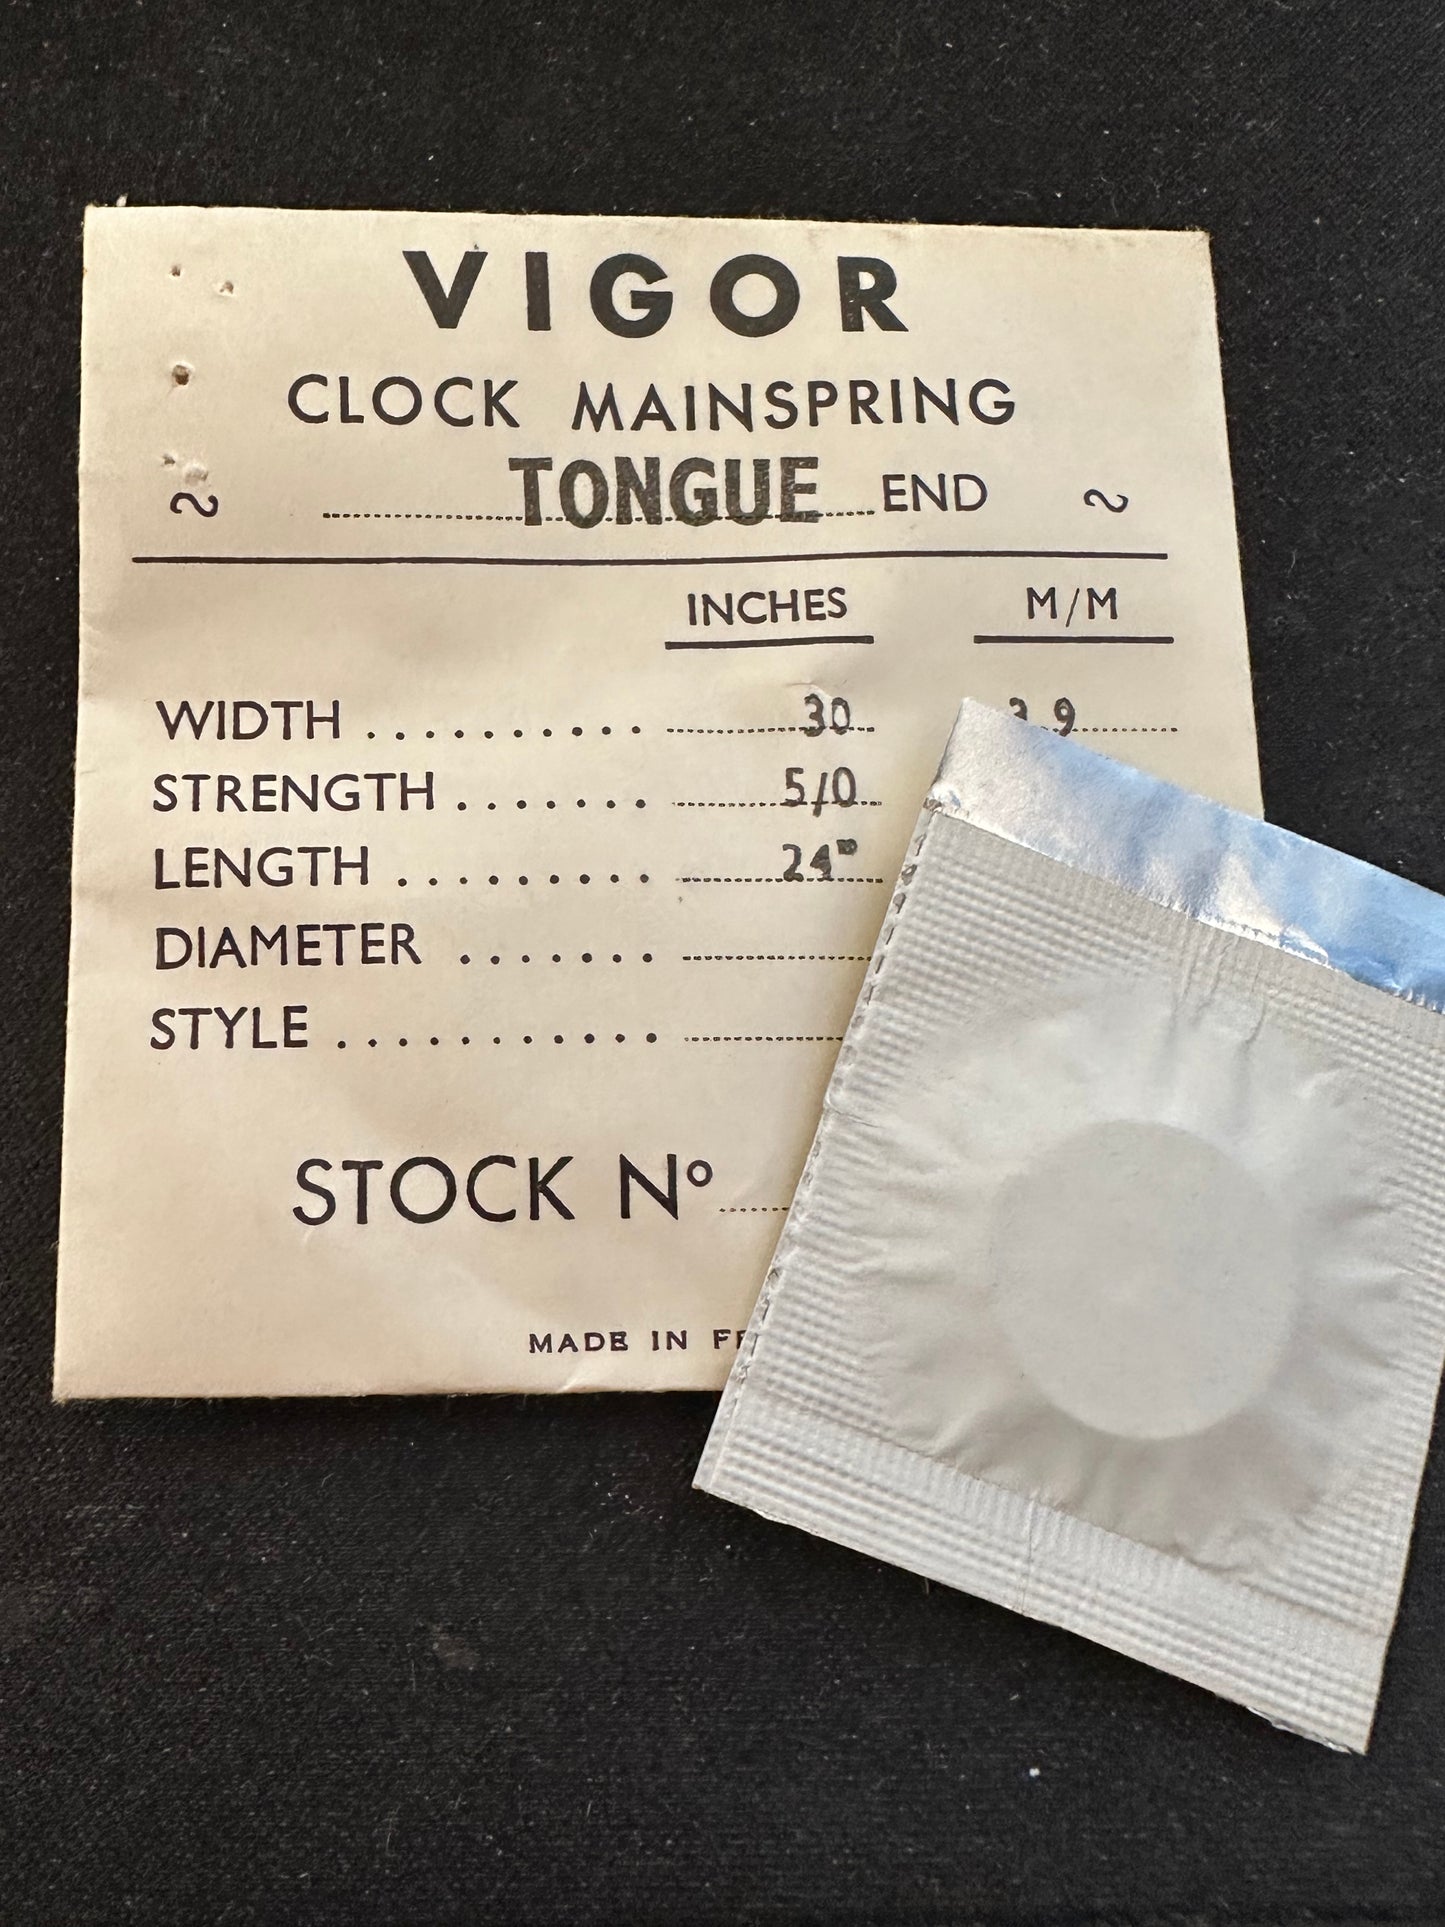 VIGOR
CLOCK MAINSPRING
TONGUE END
INCHES M/M
WIDTH 30 3.9
STRENGTH 5/0
LENGTH 24"
DIAMETER
STYLE
STOCK Nº
MADE IN